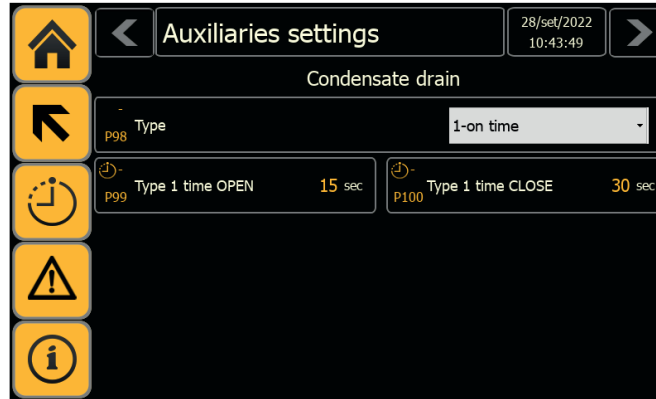 Auxiliaries settings
28/set/2022
10:43:49
Condensate drain
-
P98 Type 1-on time
-
P99 Type 1 time OPEN 15 sec
-
P100 Type 1 time CLOSE 30 sec
i